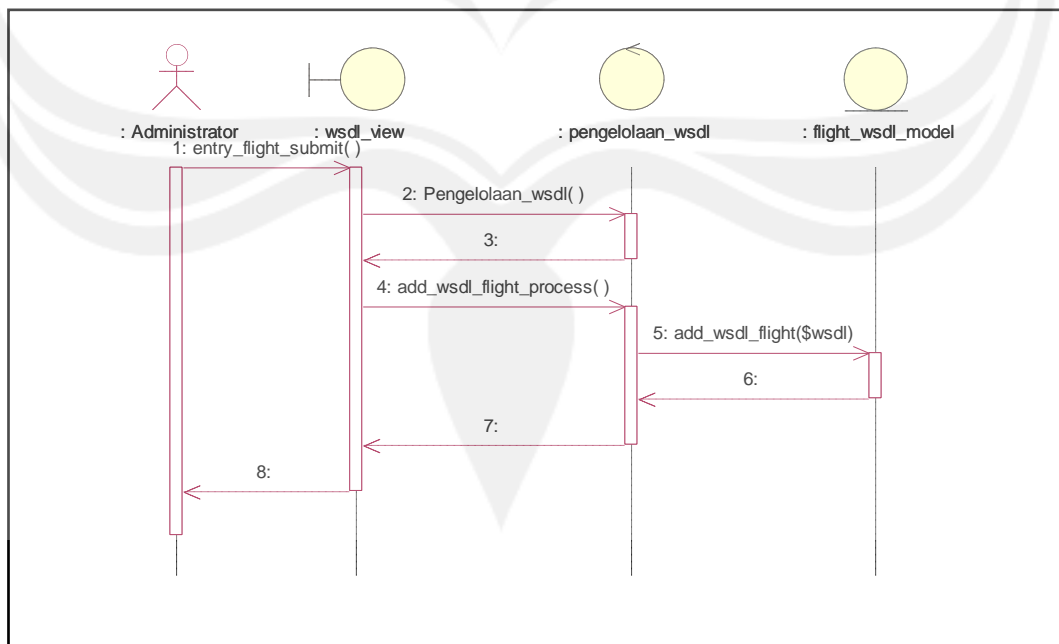 : Administrator
: wsdl_view
: pengelolaan_wsdl
: flight_wsdl_model
1: entry_flight_submit( )
2: Pengelolaan_wsdl( )
3:
4: add_wsdl_flight_process( )
5: add_wsdl_flight($wsdl)
6:
7:
8: